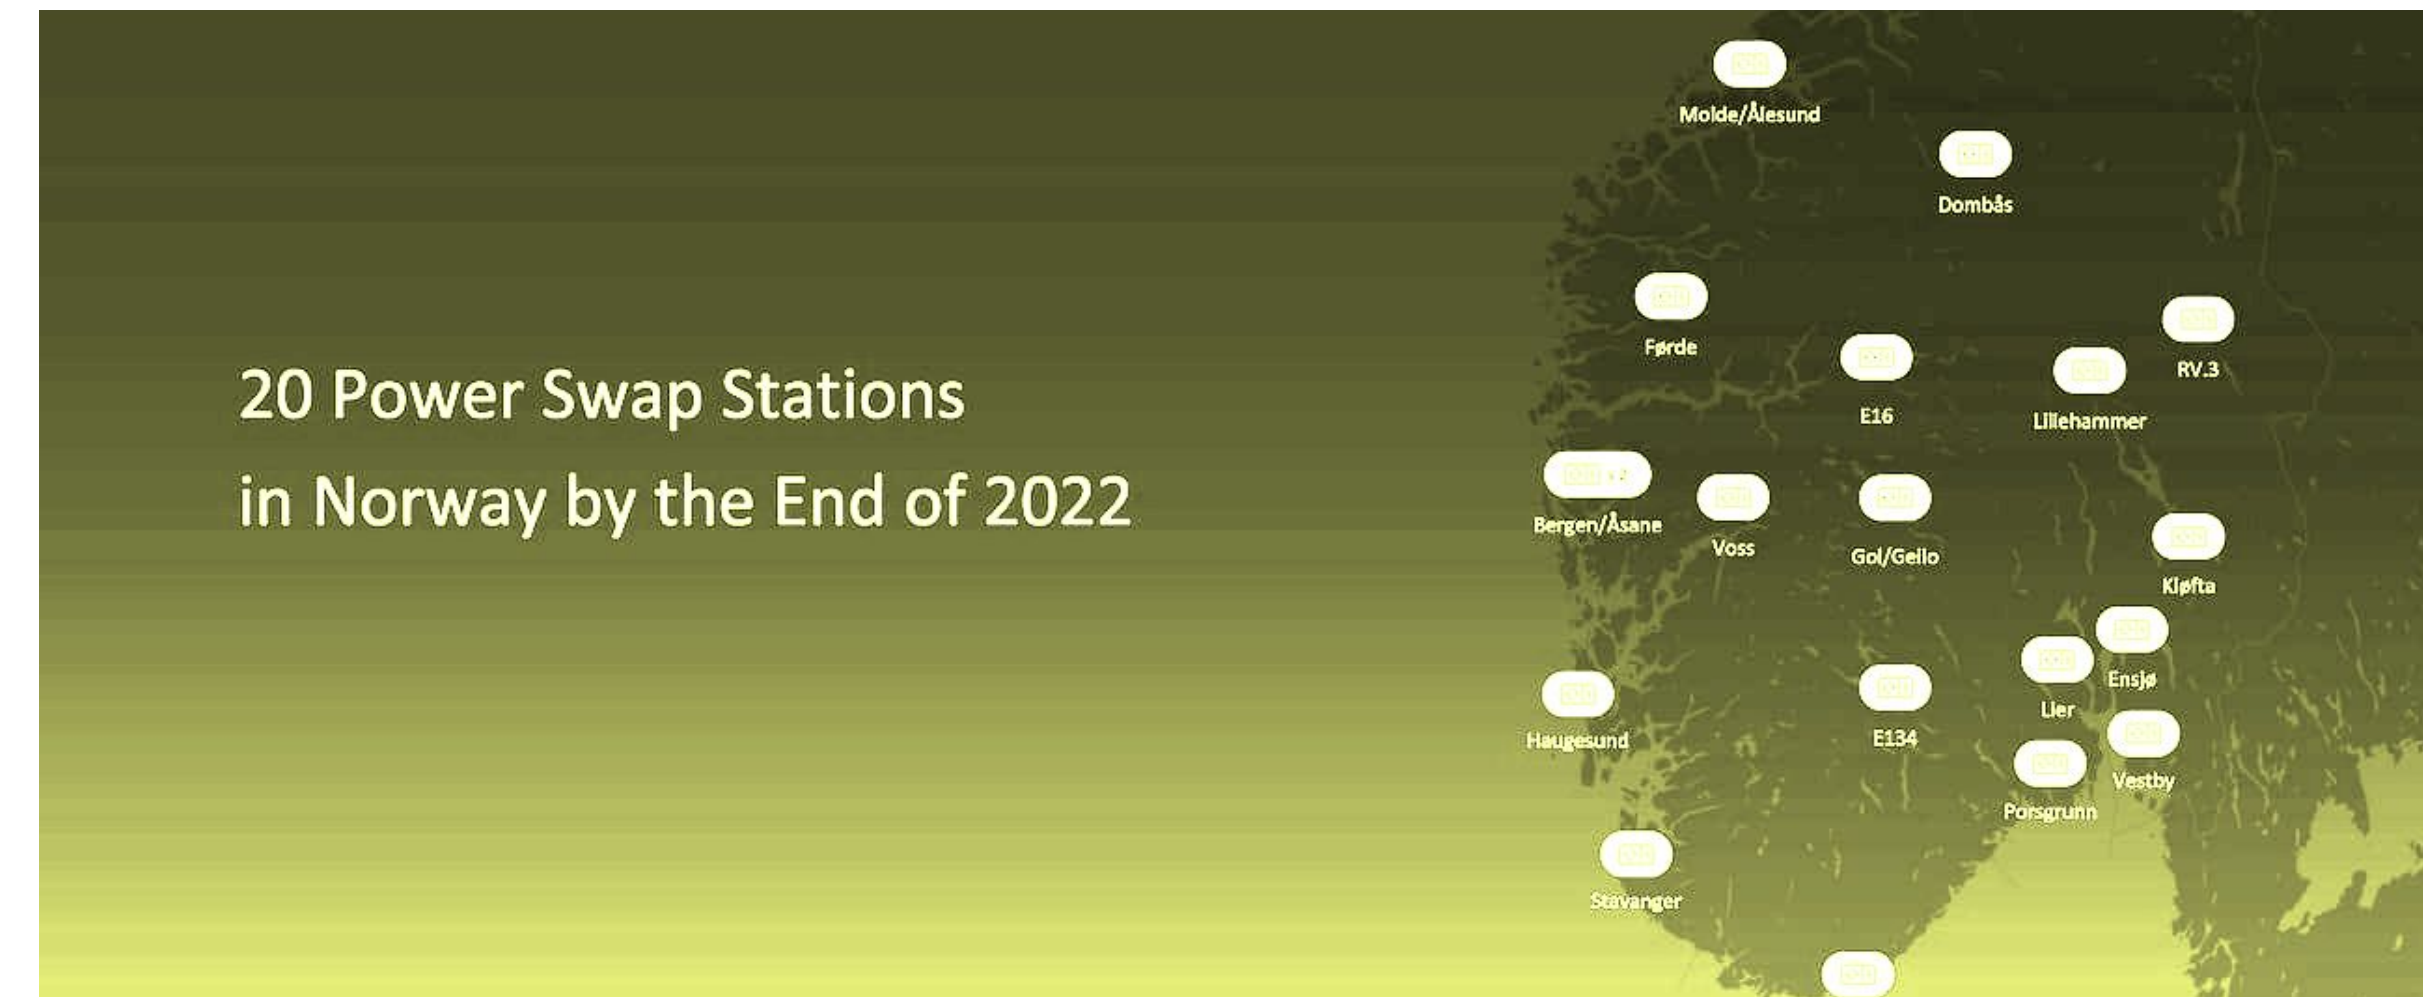 20 Power Swap Stations
in Norway by the End of 2022
Molde/Ålesund
Dombås
Førde
RV.3
E16
Lillehammer
x 2
Bergen/Åsane
Voss
Gol/Geilo
Kløfta
Ensjø
Lier
Haugesund
E134
Vestby
Porsgrunn
Stavanger